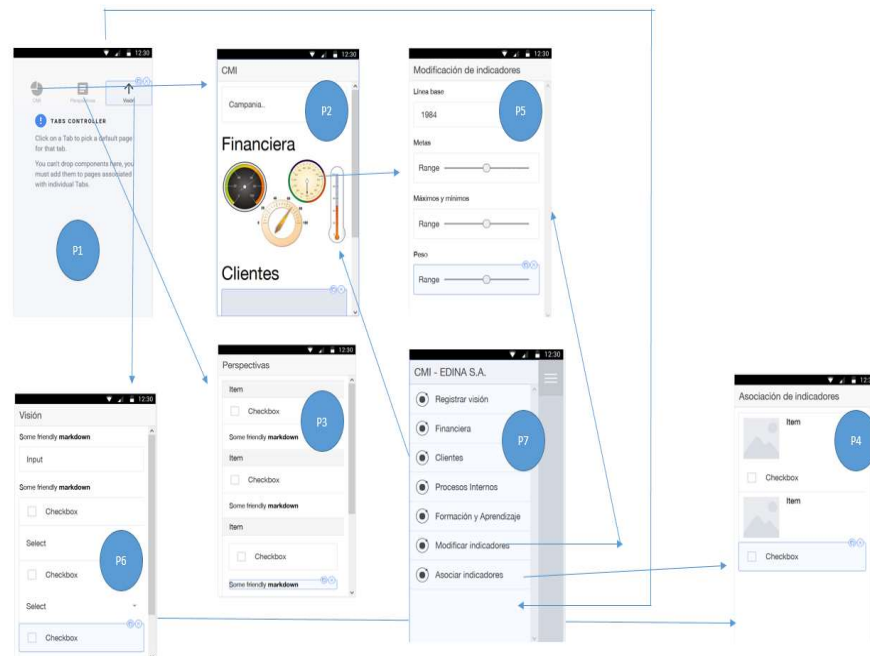 12:30
CMI
Perspectivas
Visión
TABS CONTROLLER
Click on a Tab to pick a default page
for that tab.
You can't drop components here, you
must add them to pages associated
with individual Tabs.
P1
12:30
CMI
Campania..
P2
Financiera
Clientes
12:30
Modificación de indicadores
Línea base
1984
P5
Metas
Range
Máximos y mínimos
Range
Peso
Range
12:30
Visión
Some friendly markdown
Input
Some friendly markdown
Checkbox
Select
P6
Checkbox
Select
Checkbox
12:30
Perspectivas
Item
Checkbox
P3
Some friendly markdown
Item
Checkbox
Some friendly markdown
Item
Checkbox
Some friendly markdown
12:30
CMI - EDINA S.A.
Registrar visión
Financiera
P7
Clientes
Procesos Internos
Formación y Aprendizaje
Modificar indicadores
Asociar indicadores
Asociación de indicadores
Item
P4
Checkbox
Item
Checkbox